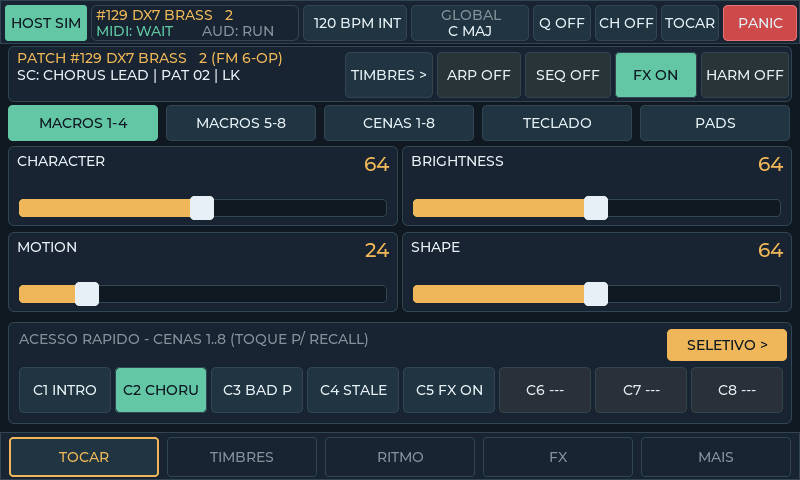 HOST SIM
#129 DX7 BRASS   2
MIDI: WAIT AUD: RUN
120 BPM INT
GLOBAL
C MAJ
Q OFF
CH OFF
TOCAR
PANIC
PATCH #129 DX7 BRASS   2 (FM 6-OP)
SC: CHORUS LEAD | PAT 02 | LK
TIMBRES >
ARP OFF
SEQ OFF
FX ON
HARM OFF
MACROS 1-4
MACROS 5-8
CENAS 1-8
TECLADO
PADS
CHARACTER 64
BRIGHTNESS 64
MOTION 24
SHAPE 64
ACESSO RAPIDO - CENAS 1..8 (TOQUE P/ RECALL)
SELETIVO >
C1 INTRO
C2 CHORU
C3 BAD P
C4 STALE
C5 FX ON
C6 ---
C7 ---
C8 ---
TOCAR
TIMBRES
RITMO
FX
MAIS